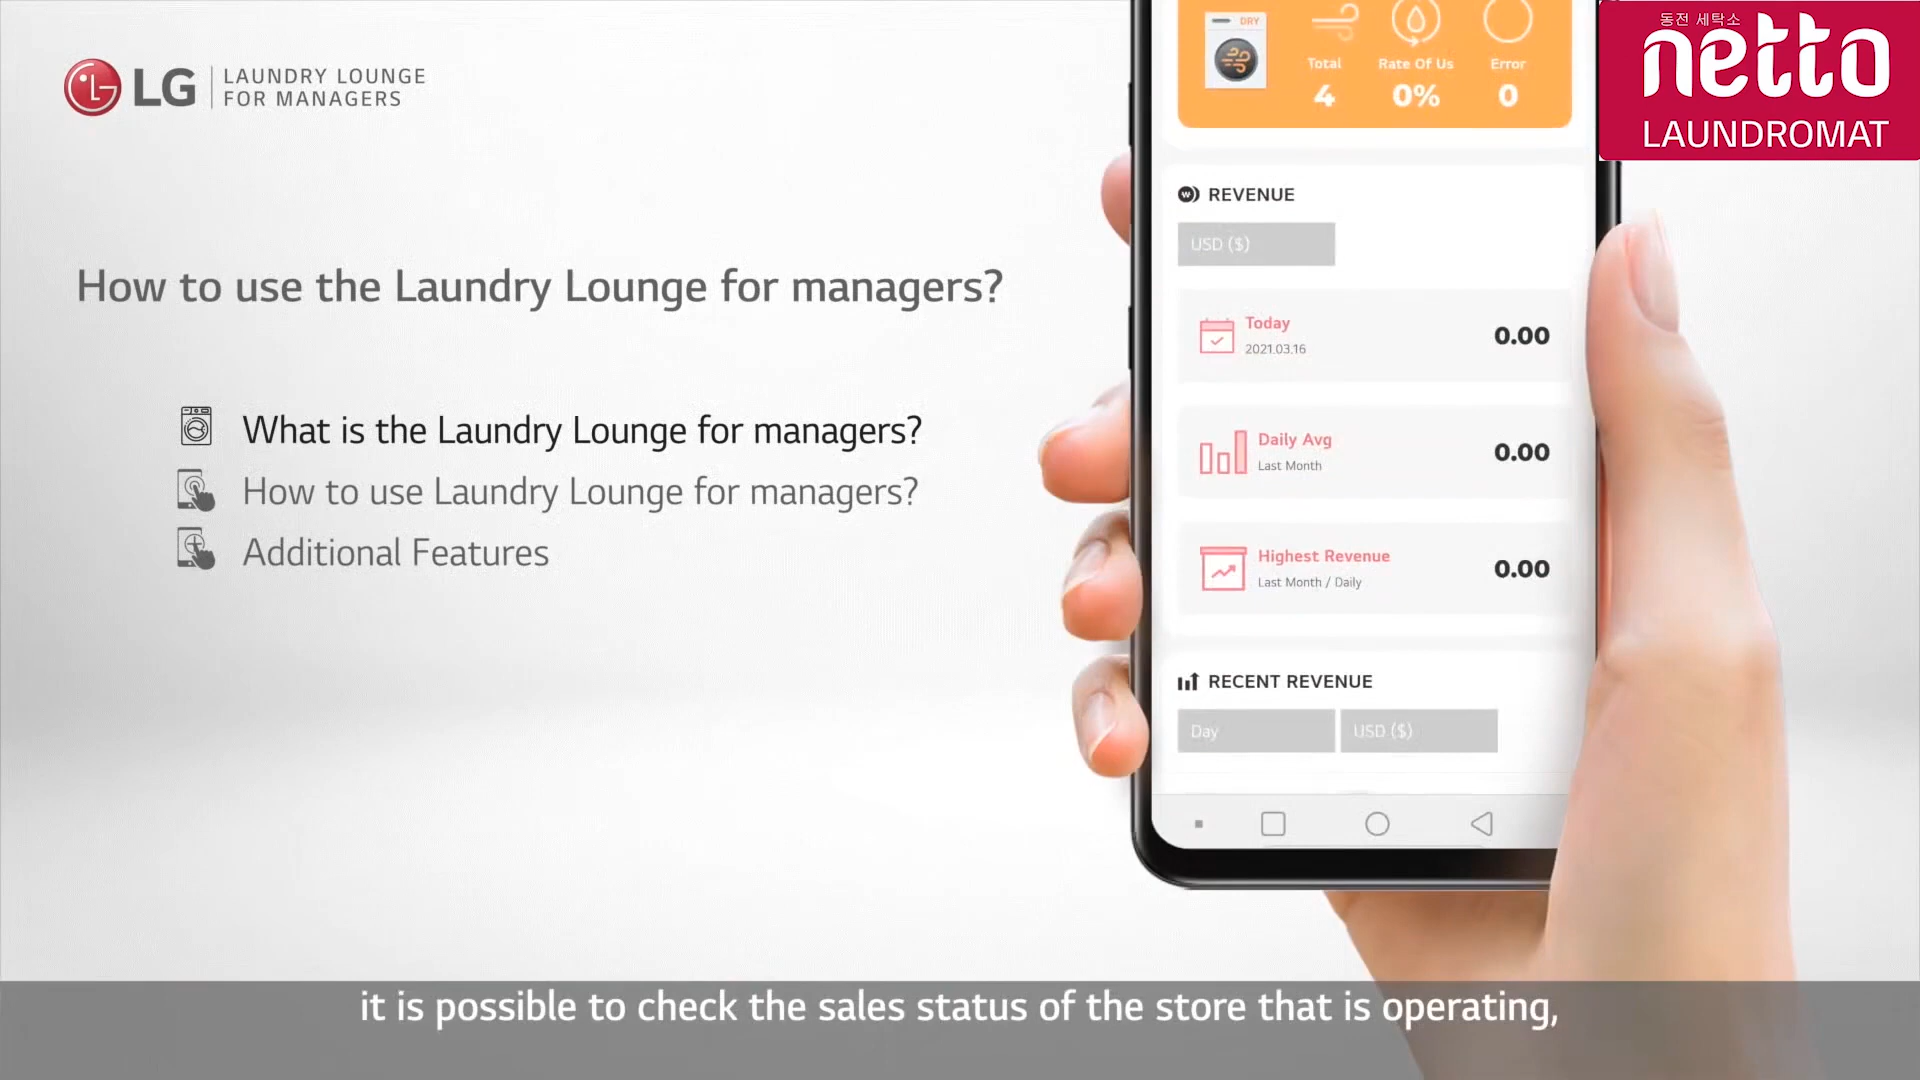 LG
LAUNDRY LOUNGE
FOR MANAGERS
동전 세탁소
netto
LAUNDROMAT
How to use the Laundry Lounge for managers?
What is the Laundry Lounge for managers?
How to use Laundry Lounge for managers?
Additional Features
DRY
Total
4
Rate Of Us
0%
Error
0
REVENUE
USD ($)
Today
2021.03.16
0.00
Daily Avg
Last Month
0.00
Highest Revenue
Last Month / Daily
0.00
RECENT REVENUE
Day
USD ($)
it is possible to check the sales status of the store that is operating,